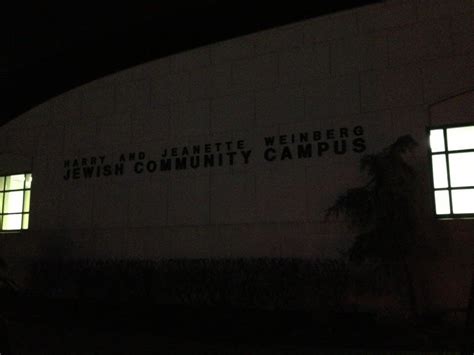 HARRY AND JEANETTE WEINBERG
JEWISH COMMUNITY CAMPUS